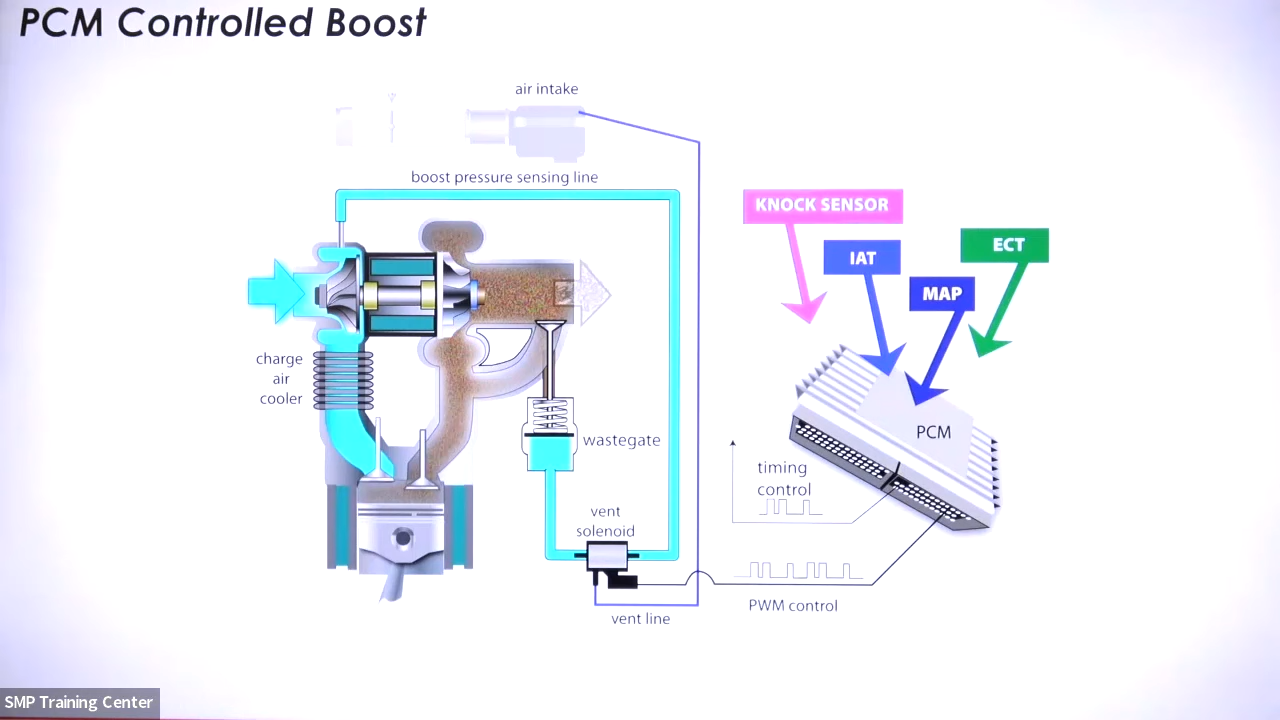 PCM Controlled Boost
air intake
boost pressure sensing line
KNOCK SENSOR
IAT
ECT
MAP
charge
air
cooler
PCM
wastegate
timing
control
vent
solenoid
PWM control
vent line
SMP Training Center